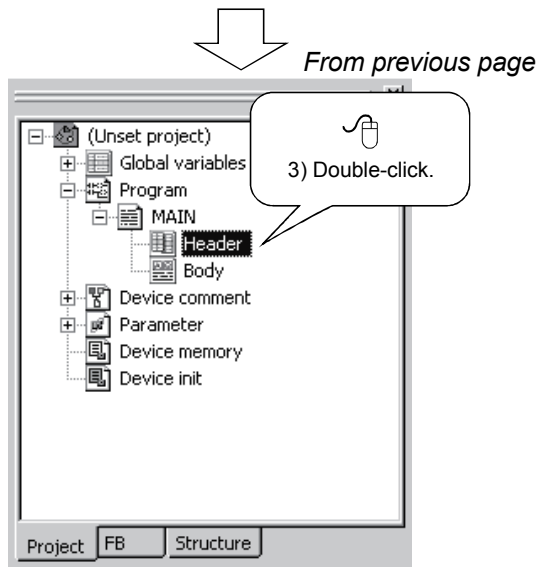 From previous page
3) Double-click.
(Unset project)
Global variables
Program
MAIN
Header
Body
Device comment
Parameter
Device memory
Device init
Project FB Structure